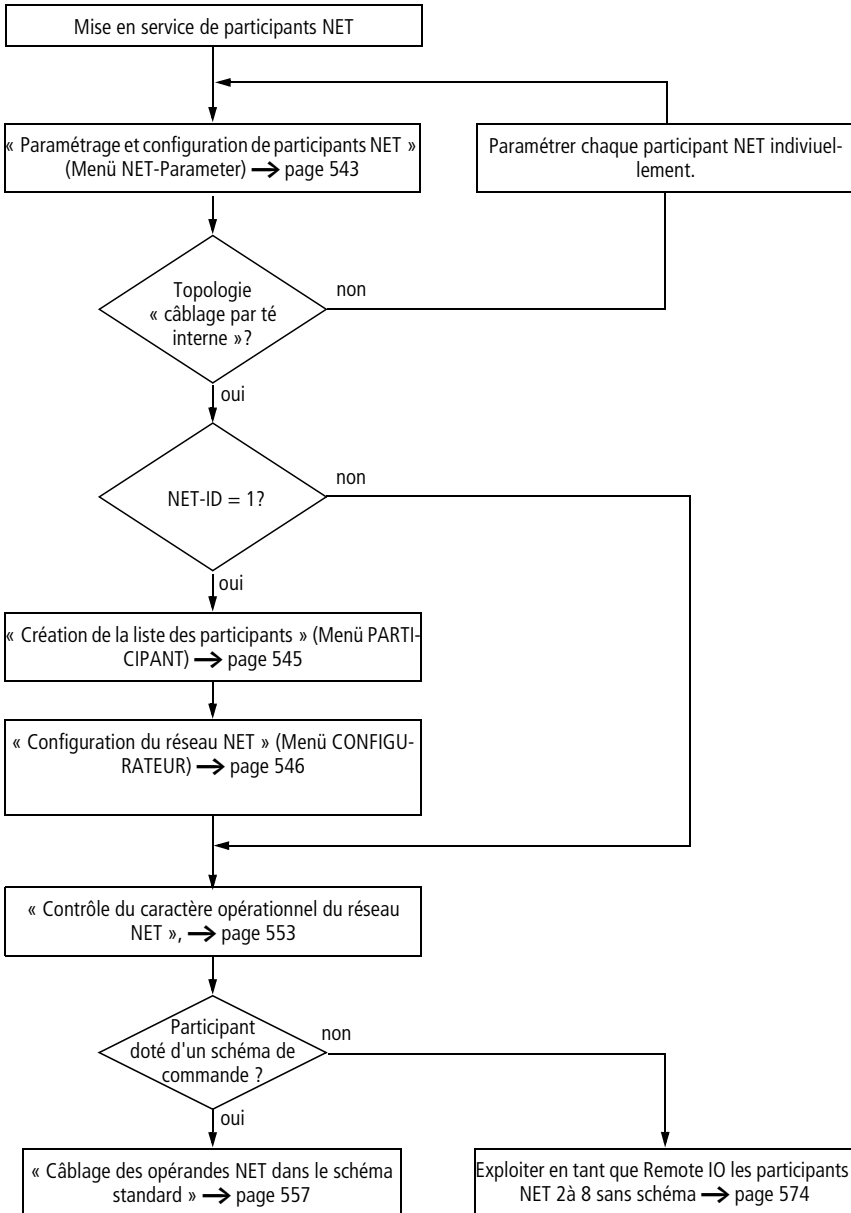 Mise en service de participants NET
« Paramétrage et configuration de participants NET »
(Menü NET-Parameter) → page 543
Paramétrer chaque participant NET indiviuel-
lement.
Topologie
« câblage par té
interne »?
non
oui
NET-ID = 1?
non
oui
« Création de la liste des participants » (Menü PARTI-
CIPANT) → page 545
« Configuration du réseau NET » (Menü CONFIGU-
RATEUR) → page 546
« Contrôle du caractère opérationnel du réseau
NET », → page 553
Participant
doté d'un schéma de
commande ?
non
oui
« Câblage des opérandes NET dans le schéma
standard » → page 557
Exploiter en tant que Remote IO les participants
NET 2à 8 sans schéma → page 574